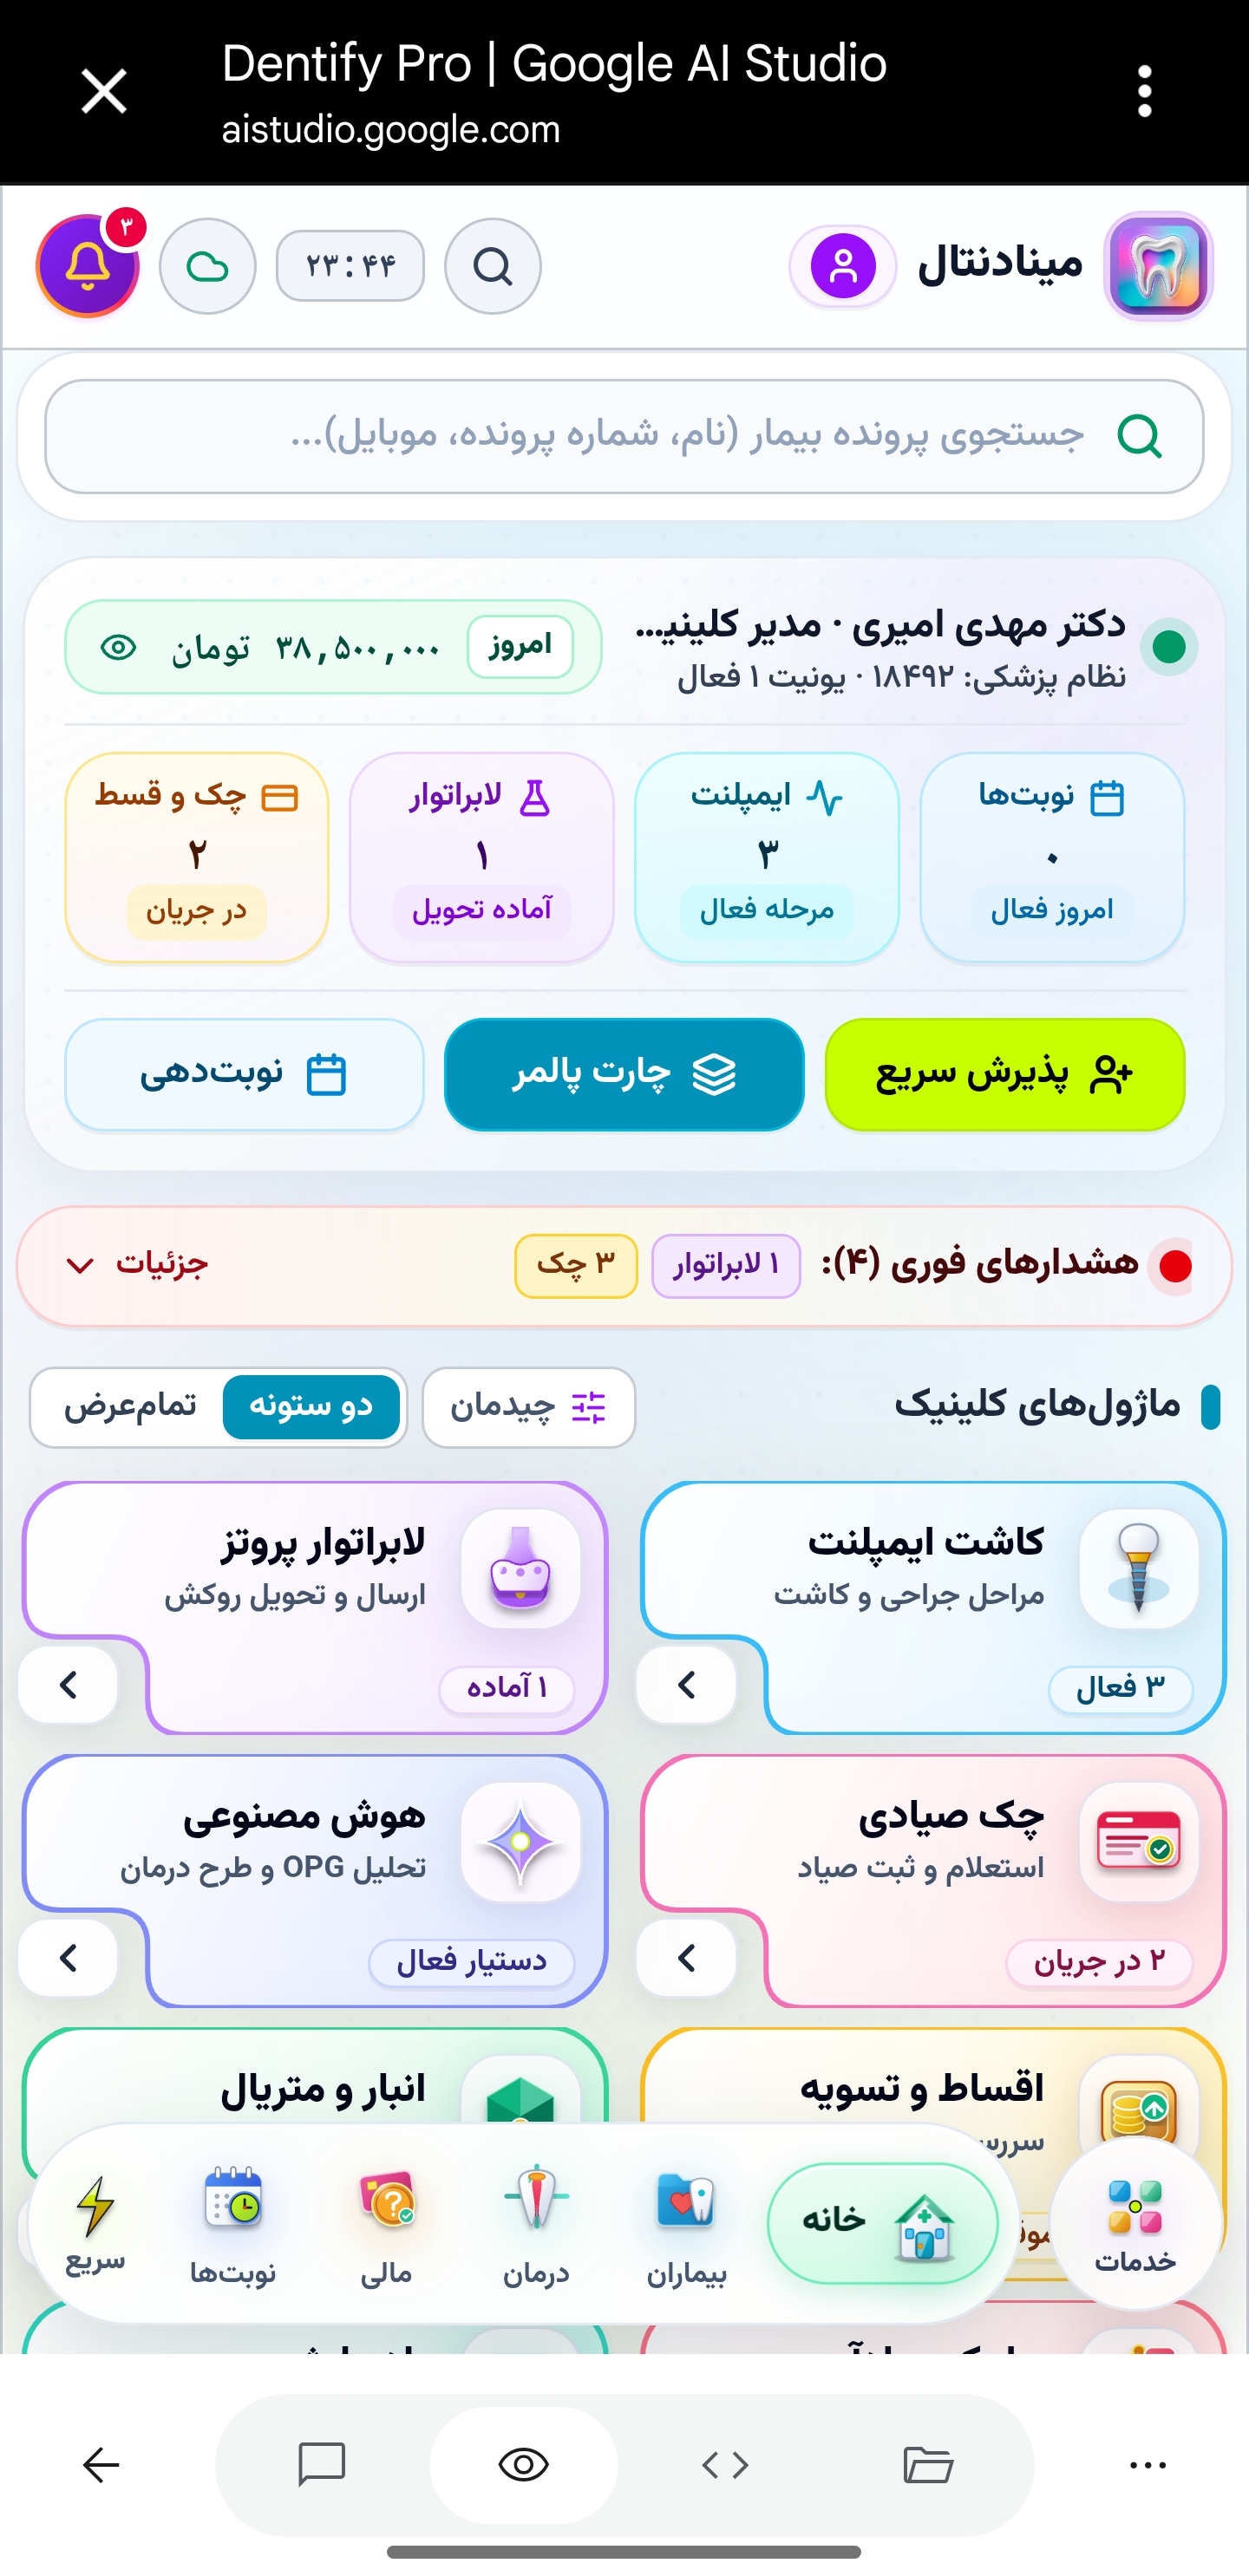 Dentify Pro | Google AI Studio
aistudio.google.com
مینادنتال
۲۳:۴۴
۳
جستجوی پرونده بیمار (نام، شماره پرونده، موبایل)...
دکتر مهدی امیری · مدیر کلینیـ...
نظام پزشکی: ۱۸۴۹۲ · یونیت ۱ فعال
امروز
۳۸,۵۰۰,۰۰۰ تومان
نوبت‌ها
۰
امروز فعال
ایمپلنت
۳
مرحله فعال
لابراتوار
۱
آماده تحویل
چک و قسط
۲
در جریان
پذیرش سریع
چارت پالمر
نوبت‌دهی
هشدارهای فوری (۴):
۱ لابراتوار
۳ چک
جزئیات
ماژول‌های کلینیک
چیدمان
دو ستونه
تمام‌عرض
کاشت ایمپلنت
مراحل جراحی و کاشت
۳ فعال
لابراتوار پروتز
ارسال و تحویل روکش
۱ آماده
چک صیادی
استعلام و ثبت صیاد
۲ در جریان
هوش مصنوعی
تحلیل OPG و طرح درمان
دستیار فعال
اقساط و تسویه
انبار و متریال
خدمات
خانه
بیماران
درمان
مالی
نوبت‌ها
سریع